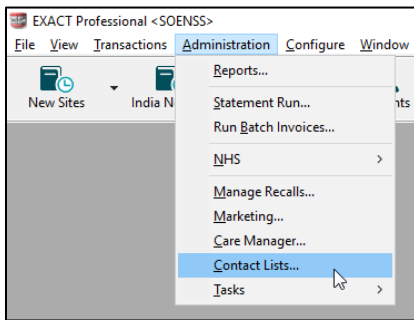 EXACT Professional <SOENSS>
File View Transactions Administration Configure Window
New Sites India N
Reports...
Statement Run...
Run Batch Invoices...
NHS >
Manage Recalls...
Marketing...
Care Manager...
Contact Lists...
Tasks >